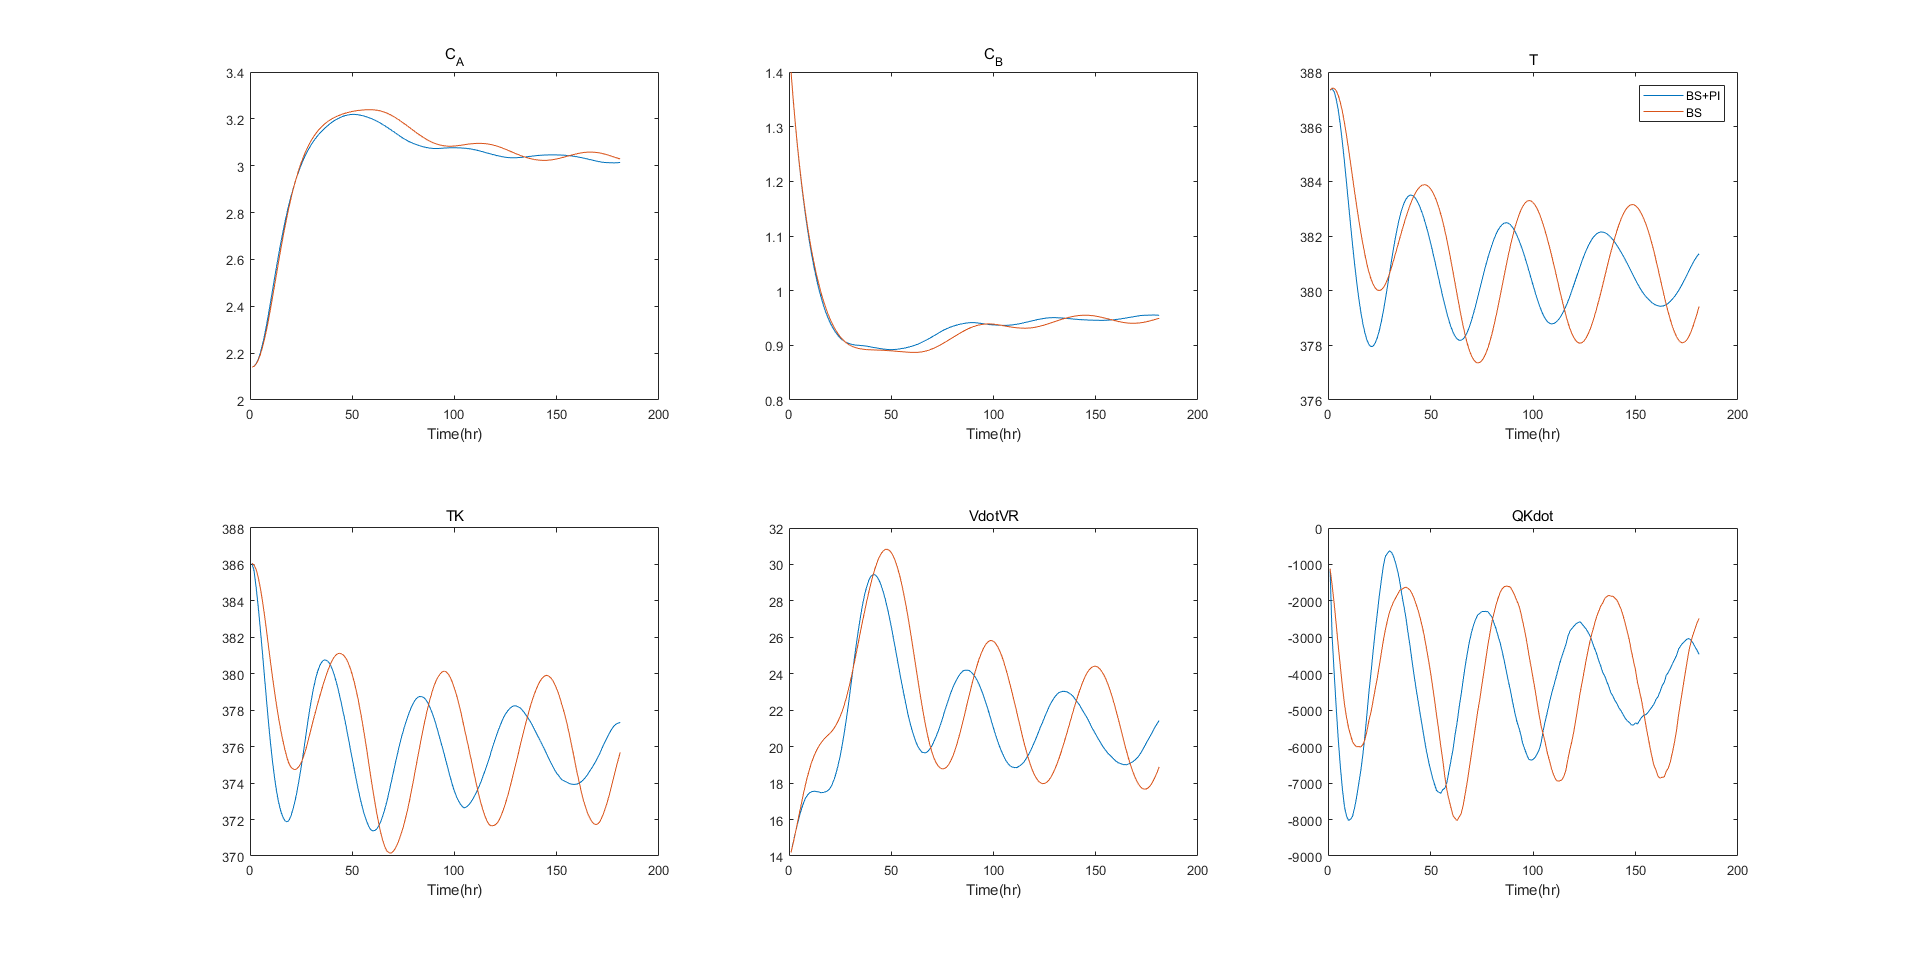 C_A
3.4
3.2
3
2.8
2.6
2.4
2.2
2
0 50 100 150 200
Time(hr)
C_B
1.4
1.3
1.2
1.1
1
0.9
0.8
0 50 100 150 200
Time(hr)
T
BS+PI
BS
388
386
384
382
380
378
376
0 50 100 150 200
Time(hr)
TK
388
386
384
382
380
378
376
374
372
370
0 50 100 150 200
Time(hr)
VdotVR
32
30
28
26
24
22
20
18
16
14
0 50 100 150 200
Time(hr)
QKdot
0
-1000
-2000
-3000
-4000
-5000
-6000
-7000
-8000
-9000
0 50 100 150 200
Time(hr)